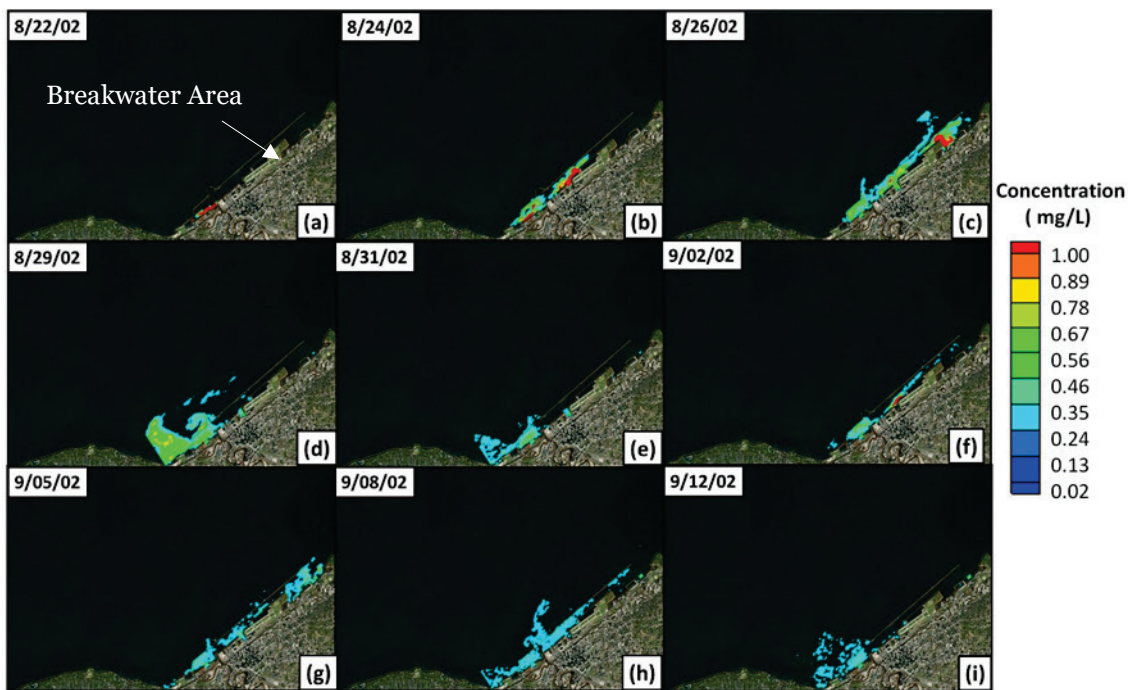 8/22/02
8/24/02
8/26/02
Breakwater Area
(a)
(b)
(c)
Concentration
( mg/L)
1.00
0.89
0.78
0.67
0.56
0.46
0.35
0.24
0.13
0.02
8/29/02
8/31/02
9/02/02
(d)
(e)
(f)
9/05/02
9/08/02
9/12/02
(g)
(h)
(i)